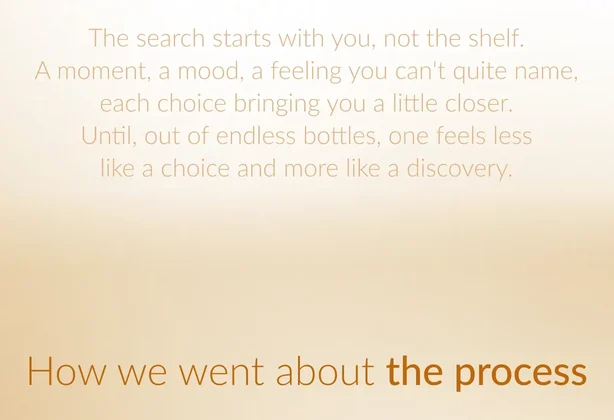 The search starts with you, not the shelf.
A moment, a mood, a feeling you can't quite name,
each choice bringing you a little closer.
Until, out of endless bottles, one feels less
like a choice and more like a discovery.
How we went about the process